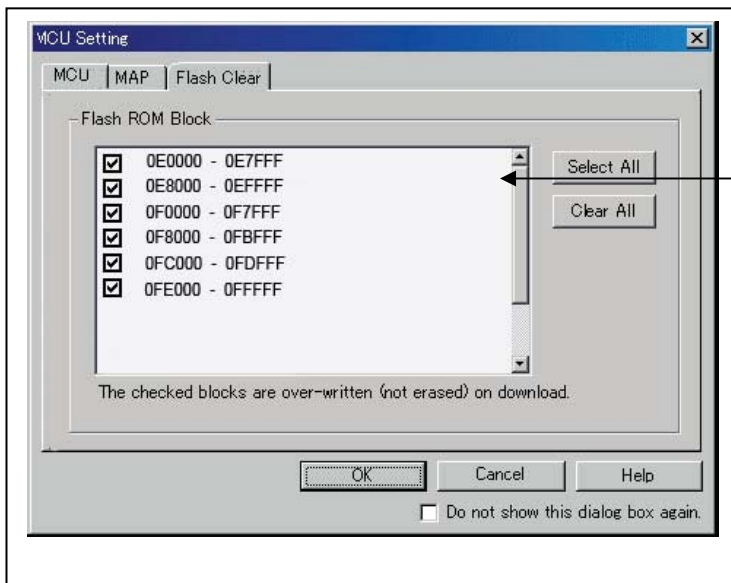 MCU Setting
MCU MAP Flash Clear
Flash ROM Block
0E0000 - 0E7FFF
0E8000 - 0EFFFF
0F0000 - 0F7FFF
0F8000 - 0FBFFF
0FC000 - 0FDFFF
0FE000 - 0FFFFF
Select All
Clear All
The checked blocks are over-written (not erased) on download.
OK Cancel Help
Do not show this dialog box again.